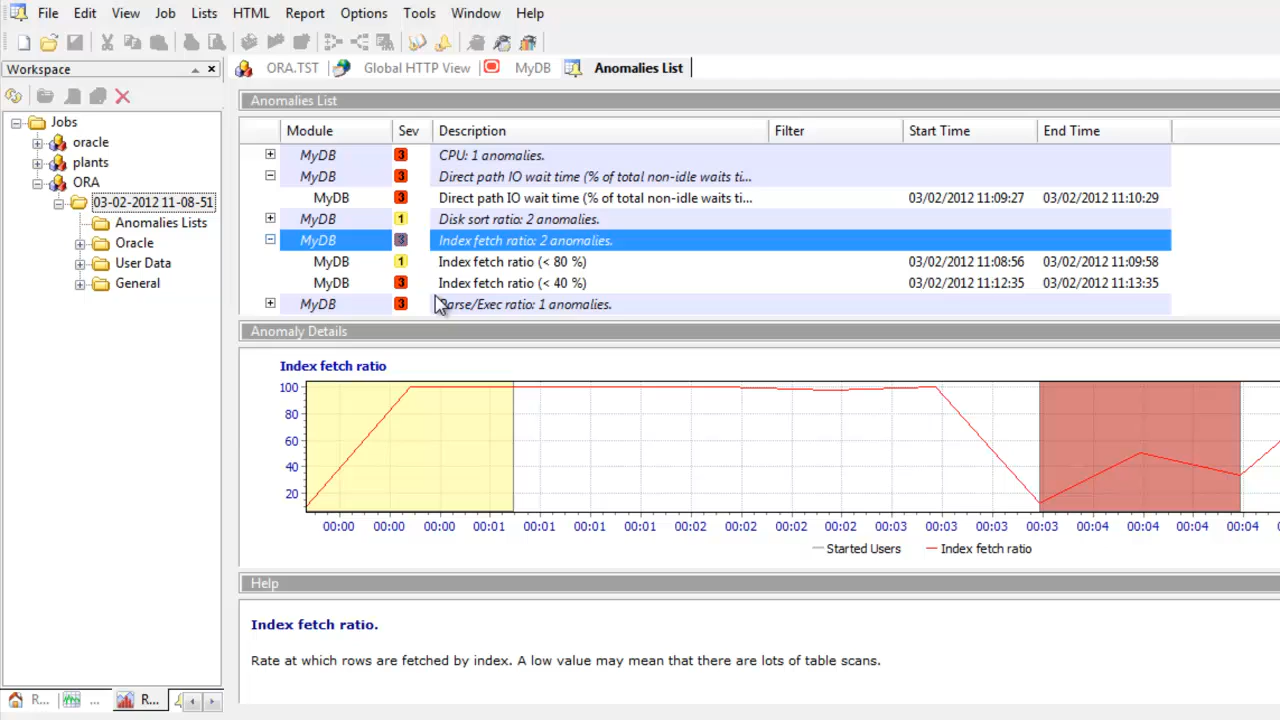 File Edit View Job Lists HTML Report Options Tools Window Help
Workspace
ORA.TST Global HTTP View MyDB Anomalies List
Anomalies List
Jobs
oracle
plants
ORA
03-02-2012 11-08-51
Anomalies Lists
Oracle
User Data
General
Module Sev Description Filter Start Time End Time
MyDB 3 CPU: 1 anomalies.
MyDB 3 Direct path IO wait time (% of total non-idle waits ti...
MyDB 3 Direct path IO wait time (% of total non-idle waits ti... 03/02/2012 11:09:27 03/02/2012 11:10:29
MyDB 1 Disk sort ratio: 2 anomalies.
MyDB 3 Index fetch ratio: 2 anomalies.
MyDB 1 Index fetch ratio (< 80 %) 03/02/2012 11:08:56 03/02/2012 11:09:58
MyDB 3 Index fetch ratio (< 40 %) 03/02/2012 11:12:35 03/02/2012 11:13:35
MyDB 3 Parse/Exec ratio: 1 anomalies.
Anomaly Details
Index fetch ratio
100
80
60
40
20
00:00 00:00 00:00 00:01 00:01 00:01 00:01 00:02 00:02 00:02 00:02 00:03 00:03 00:03 00:03 00:04 00:04 00:04 00:04
Started Users Index fetch ratio
Help
Index fetch ratio.
Rate at which rows are fetched by index. A low value may mean that there are lots of table scans.
R... ... R...